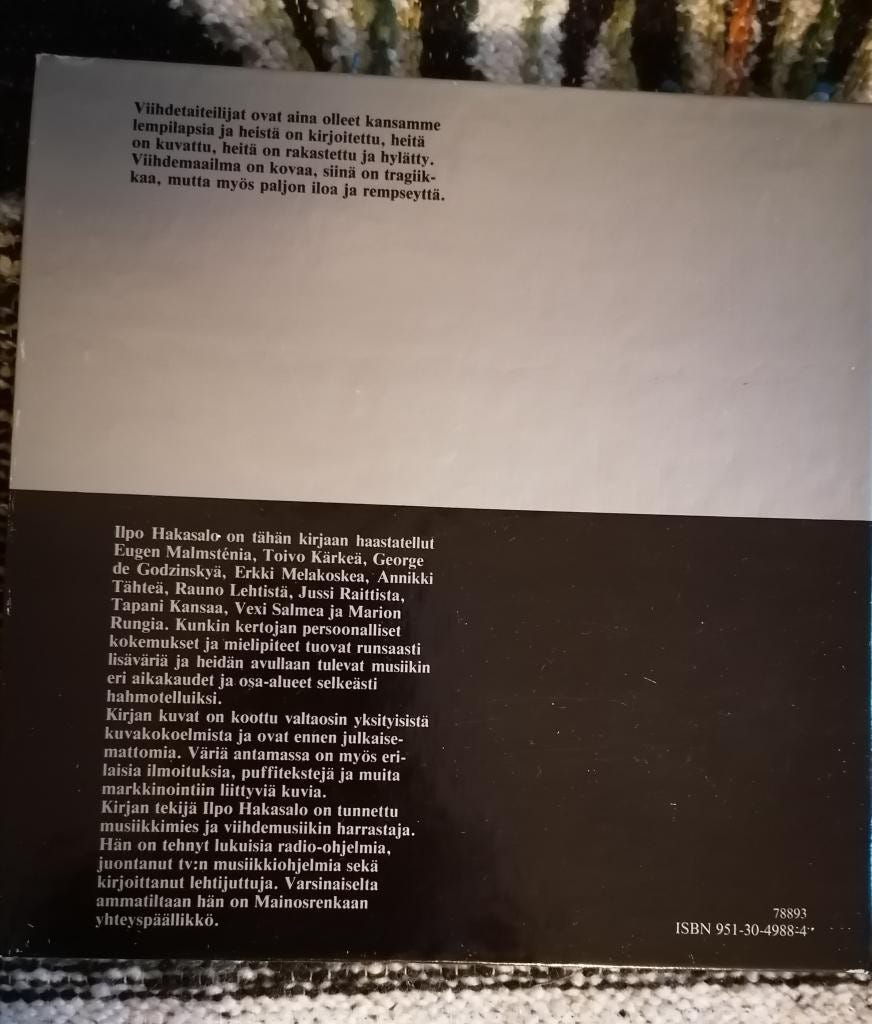 Viihdetaiteilijat ovat aina olleet kansamme
lempilapsia ja heistä on kirjoitettu, heitä
on kuvattu, heitä on rakastettu ja hylätty.
Viihdemaailma on kovaa, siinä on tragiik-
kaa, mutta myös paljon iloa ja rempseyttä.
Ilpo Hakasalo on tähän kirjaan haastatellut
Eugen Malmsténia, Toivo Kärkeä, George
de Godzinskyä, Erkki Melakoskea, Annikki
Tähteä, Rauno Lehtistä, Jussi Raittista,
Tapani Kansaa, Vexi Salmea ja Marion
Rungia. Kunkin kertojan persoonalliset
kokemukset ja mielipiteet tuovat runsaasti
lisäväriä ja heidän avullaan tulevat musiikin
eri aikakaudet ja osa-alueet selkeästi
hahmotelluiksi.
Kirjan kuvat on koottu valtaosin yksityisistä
kuvakokoelmista ja ovat ennen julkaise-
mattomia. Väriä antamassa on myös eri-
laisia ilmoituksia, puffitekstejä ja muita
markkinointiin liittyviä kuvia.
Kirjan tekijä Ilpo Hakasalo on tunnettu
musiikkimies ja viihdemusiikin harrastaja.
Hän on tehnyt lukuisia radio-ohjelmia,
juontanut tv:n musiikkiohjelmia sekä
kirjoittanut lehtijuttuja. Varsinaiselta
ammatiltaan hän on Mainosrenkaan
yhteyspäällikkö.
78893
ISBN 951-30-4988-4